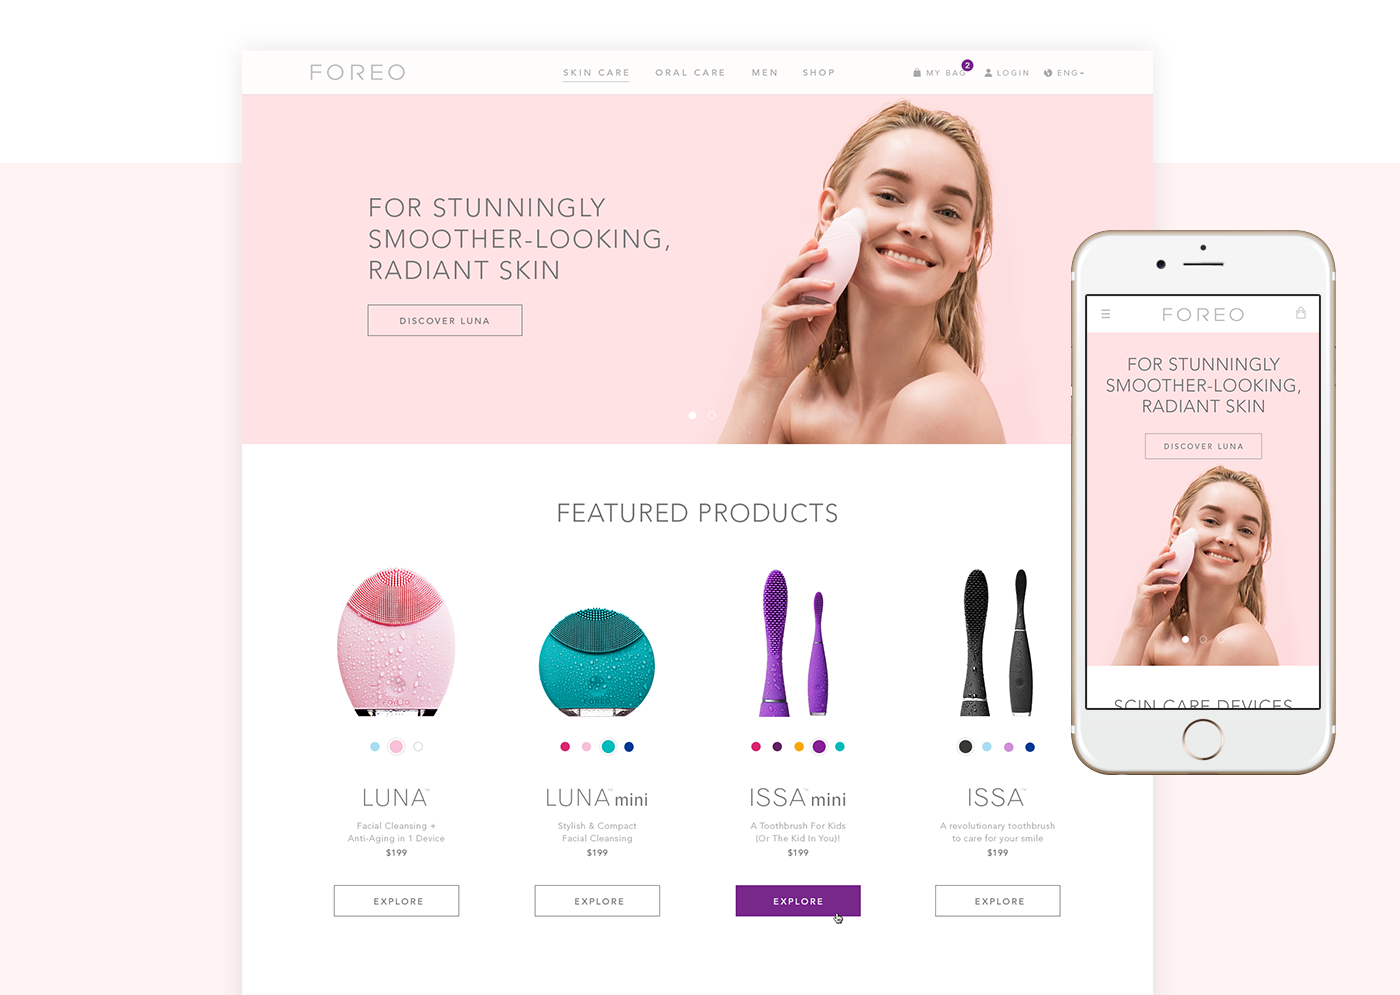 FOREO
SKIN CARE
ORAL CARE
MEN
SHOP
MY BAG
2
LOGIN
ENG
FOR STUNNINGLY
SMOOTHER-LOOKING,
RADIANT SKIN
DISCOVER LUNA
FEATURED PRODUCTS
FOREO
LUNA™
Facial Cleansing +
Anti-Aging in 1 Device
$199
EXPLORE
LUNA™ mini
Stylish & Compact
Facial Cleansing
$199
EXPLORE
ISSA™ mini
A Toothbrush For Kids
(Or The Kid In You)!
$199
EXPLORE
ISSA™
A revolutionary toothbrush
to care for your smile
$199
EXPLORE
FOREO
FOR STUNNINGLY
SMOOTHER-LOOKING,
RADIANT SKIN
DISCOVER LUNA
SCIN CARE DEVICES